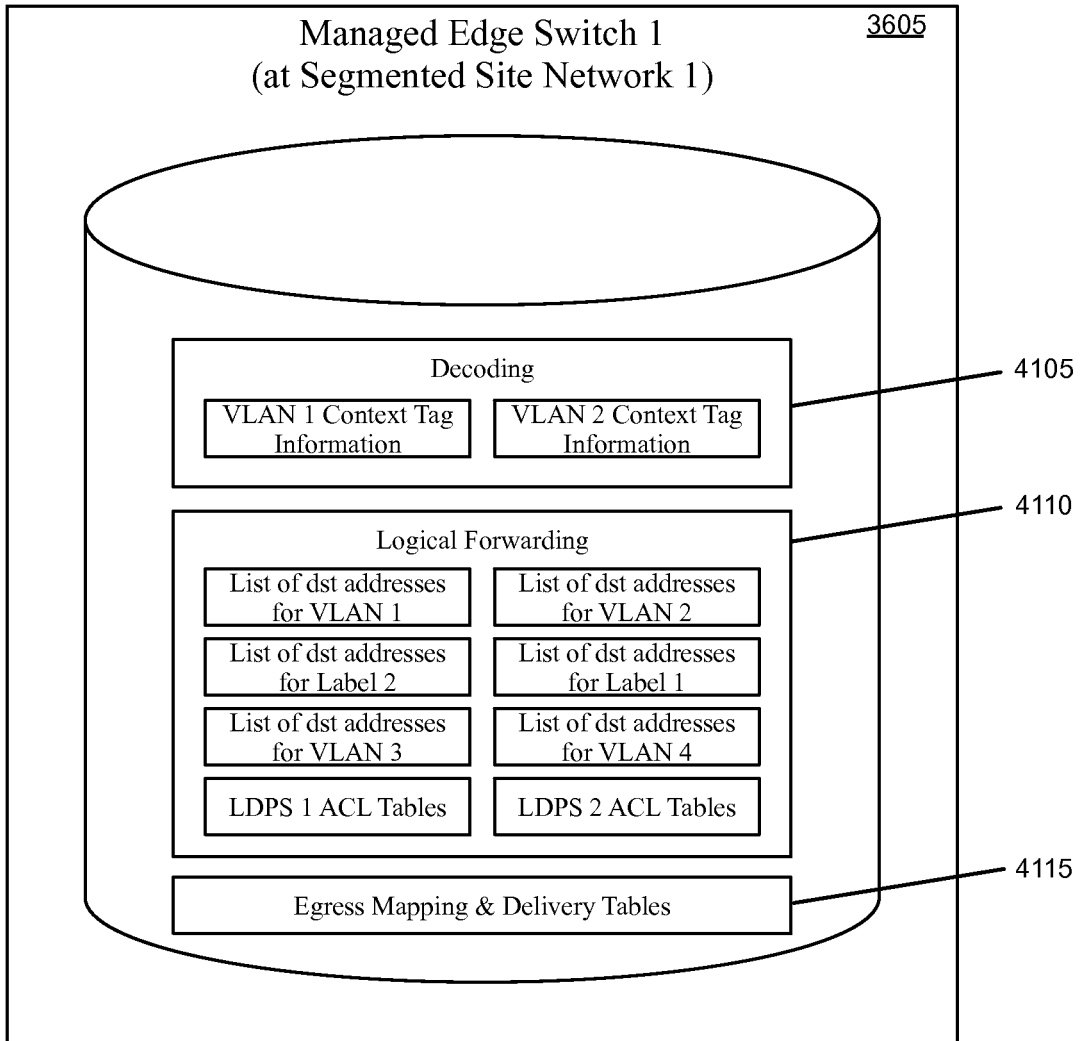 Managed Edge Switch 1
3605
(at Segmented Site Network 1)
Decoding
4105
VLAN 1 Context Tag
Information
VLAN 2 Context Tag
Information
4110
Logical Forwarding
List of dst addresses
for VLAN 1
List of dst addresses
for VLAN 2
List of dst addresses
for Label 2
List of dst addresses
for Label 1
List of dst addresses
for VLAN 3
List of dst addresses
for VLAN 4
LDPS 1 ACL Tables
LDPS 2 ACL Tables
4115
Egress Mapping & Delivery Tables